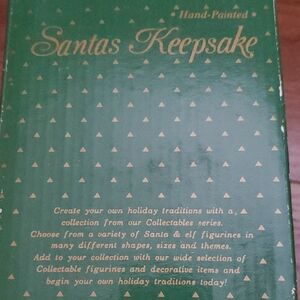 Hand-Painted
Santas Keepsake
Create your own holiday traditions with a
collection from our Collectables series.
Choose from a variety of Santa & elf figurines in
many different shapes, sizes and themes.
Add to your collection with our wide selection of
Collectable figurines and decorative items and
begin your own holiday traditions today!